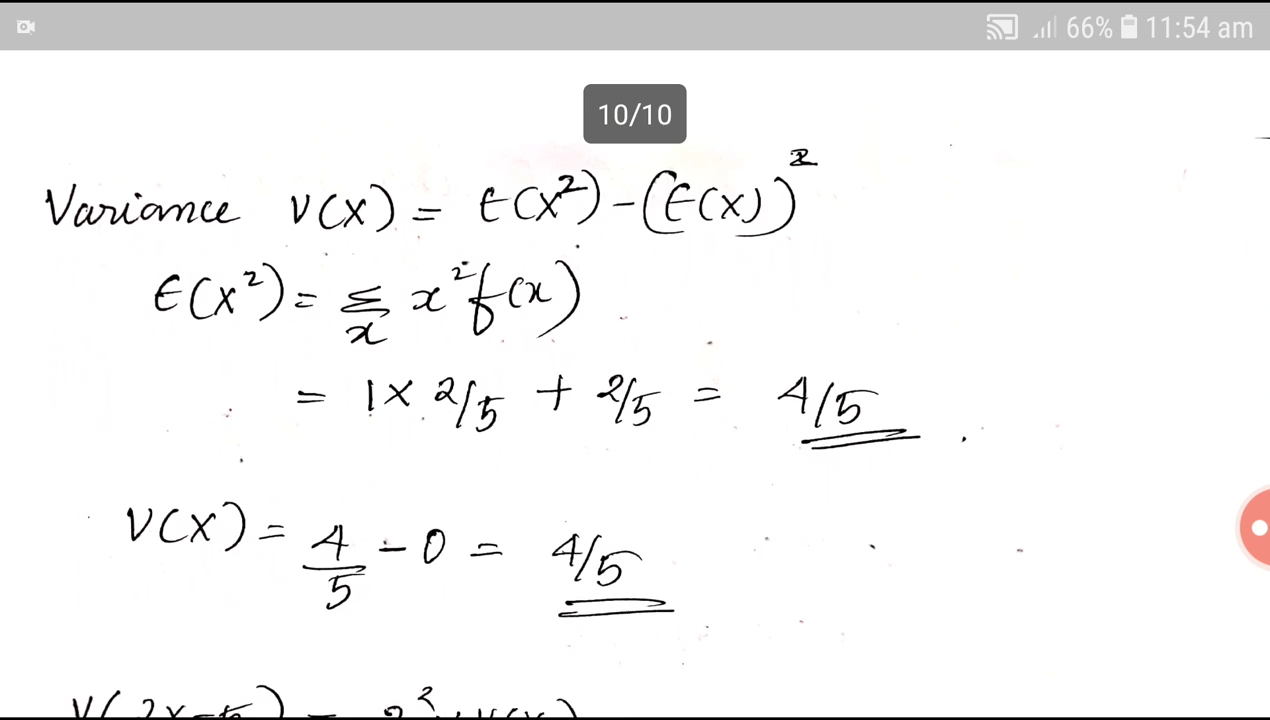 66% 11:54 am
10/10
Variance V(X) = E(X²) - (E(X))²
E(X²) = Σₓ x² f(x)
= 1 × 2/5 + 2/5 = 4/5
V(X) = 4/5 - 0 = 4/5